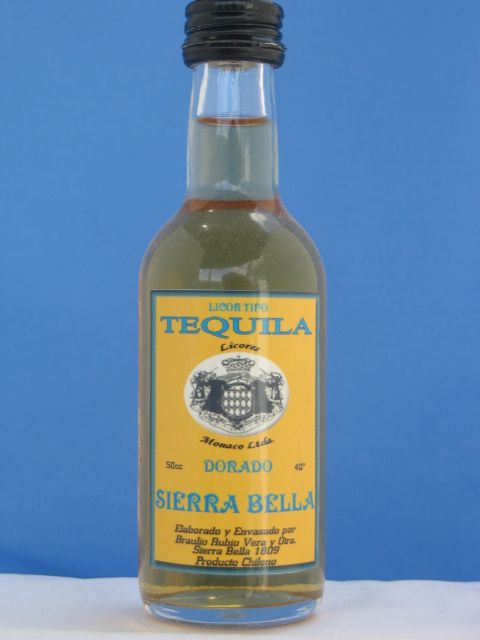 LICOR TIPO
TEQUILA
Licores
Monaco Ltda.
50cc DORADO 40°
SIERRA BELLA
Elaborado y Envasado por
Braulio Rubio Vera y Otra.
Sierra Bella 1809
Producto Chileno